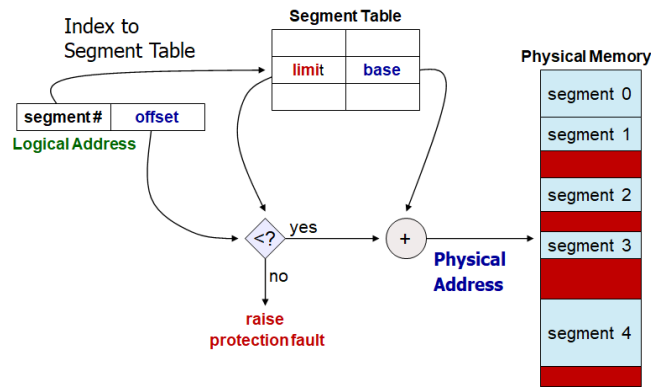 Segment Table
Index to
Segment Table
Physical Memory
limit
base
segment 0
segment#
offset
segment 1
Logical Address
segment 2
<?
yes
+
segment 3
Physical
Address
no
raise
protection fault
segment 4